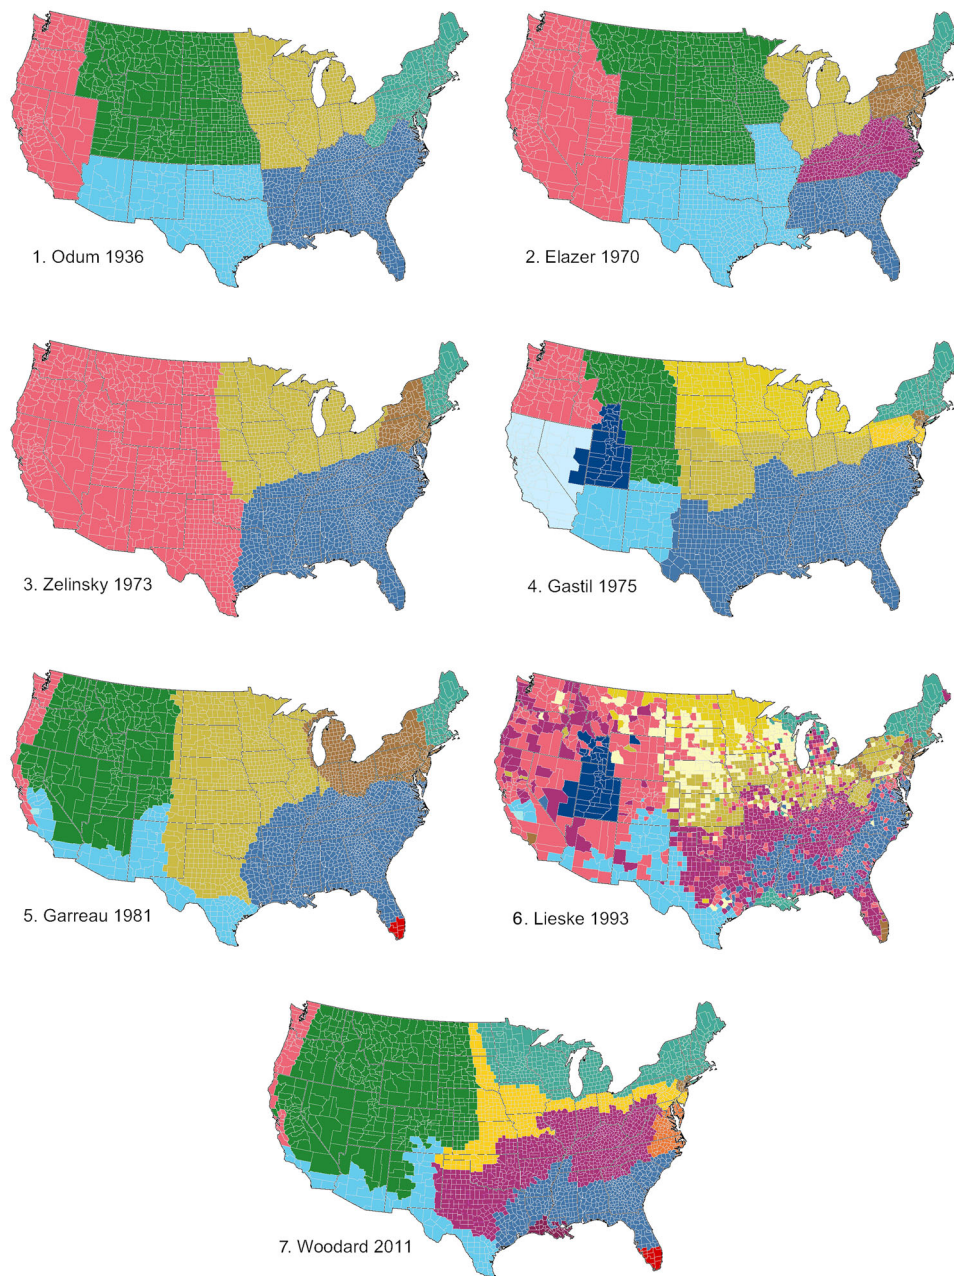 1. Odum 1936
2. Elazer 1970
3. Zelinsky 1973
4. Gastil 1975
5. Garreau 1981
6. Lieske 1993
7. Woodard 2011